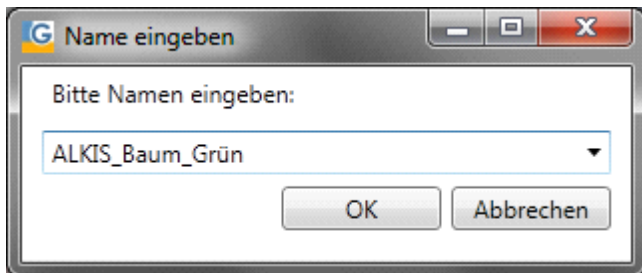 Name eingeben
Bitte Namen eingeben:
ALKIS_Baum_Grün
OK
Abbrechen